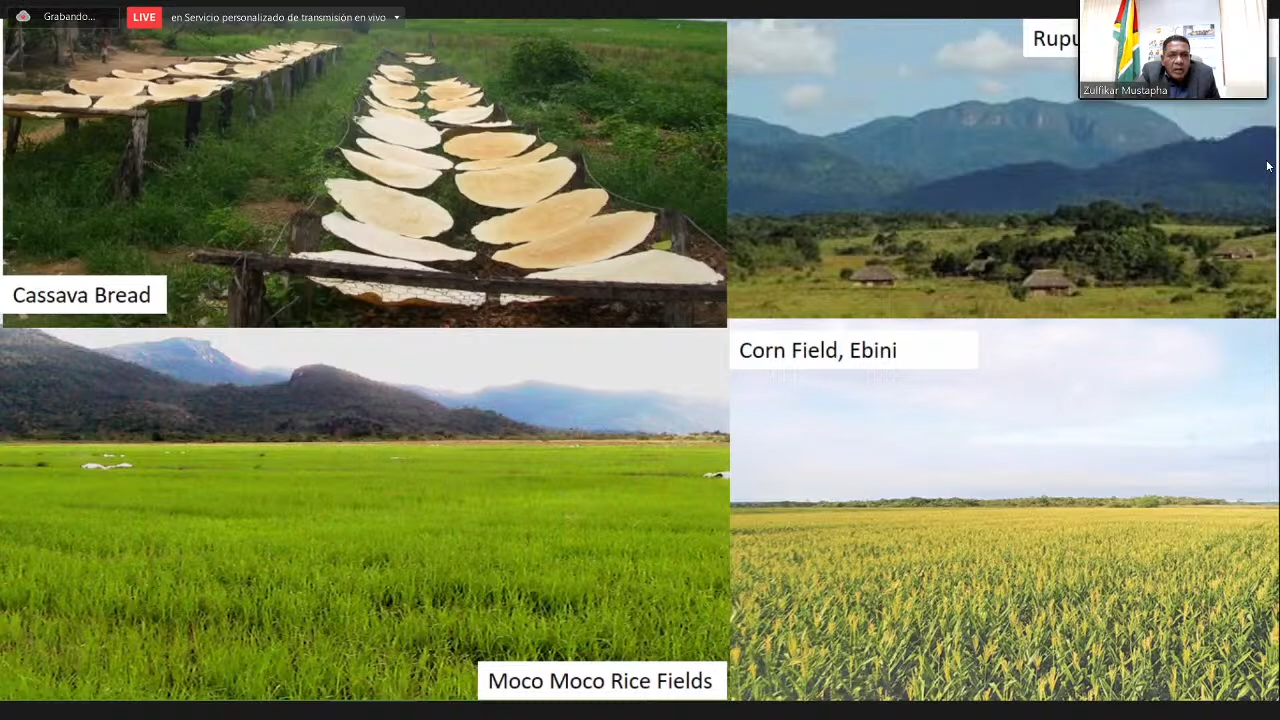 Grabando...
LIVE
en Servicio personalizado de transmisión en vivo
Rupu
Zulfikar Mustapha
Cassava Bread
Corn Field, Ebini
Moco Moco Rice Fields